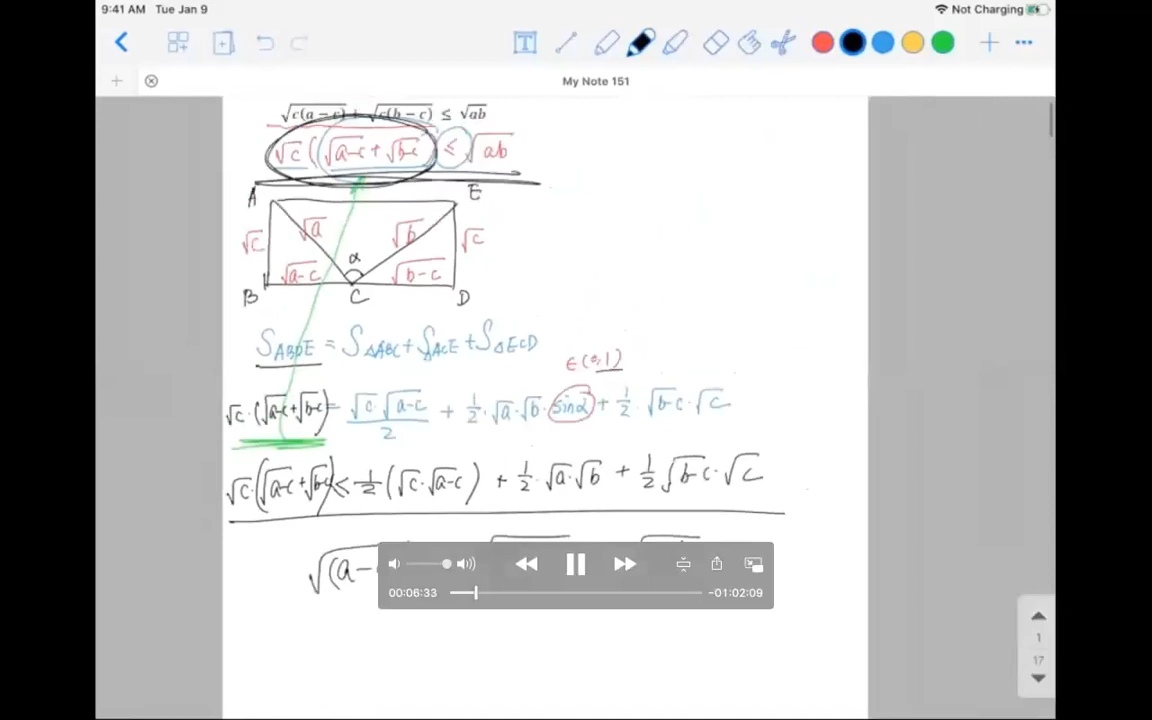 9:41 AM Tue Jan 9
Not Charging
My Note 151
√c(a−c) + √c(b−c) ≤ √ab
√c (√a−c + √b−c) ≤ √ab
A E
√c √a √b √c
α
√a−c √b−c
B C D
S_ABDE = S_ΔABC + S_ΔACE + S_ΔECD
∈(0,1)
√c·(√a−c+√b−c) = √c·√a−c / 2 + 1/2·√a·√b·sinα + 1/2·√b−c·√c
√c·(√a−c+√b−c) ≤ 1/2(√c·√a−c) + 1/2·√a·√b + 1/2√b−c·√c
√(a−
00:06:33 -01:02:09
1
17